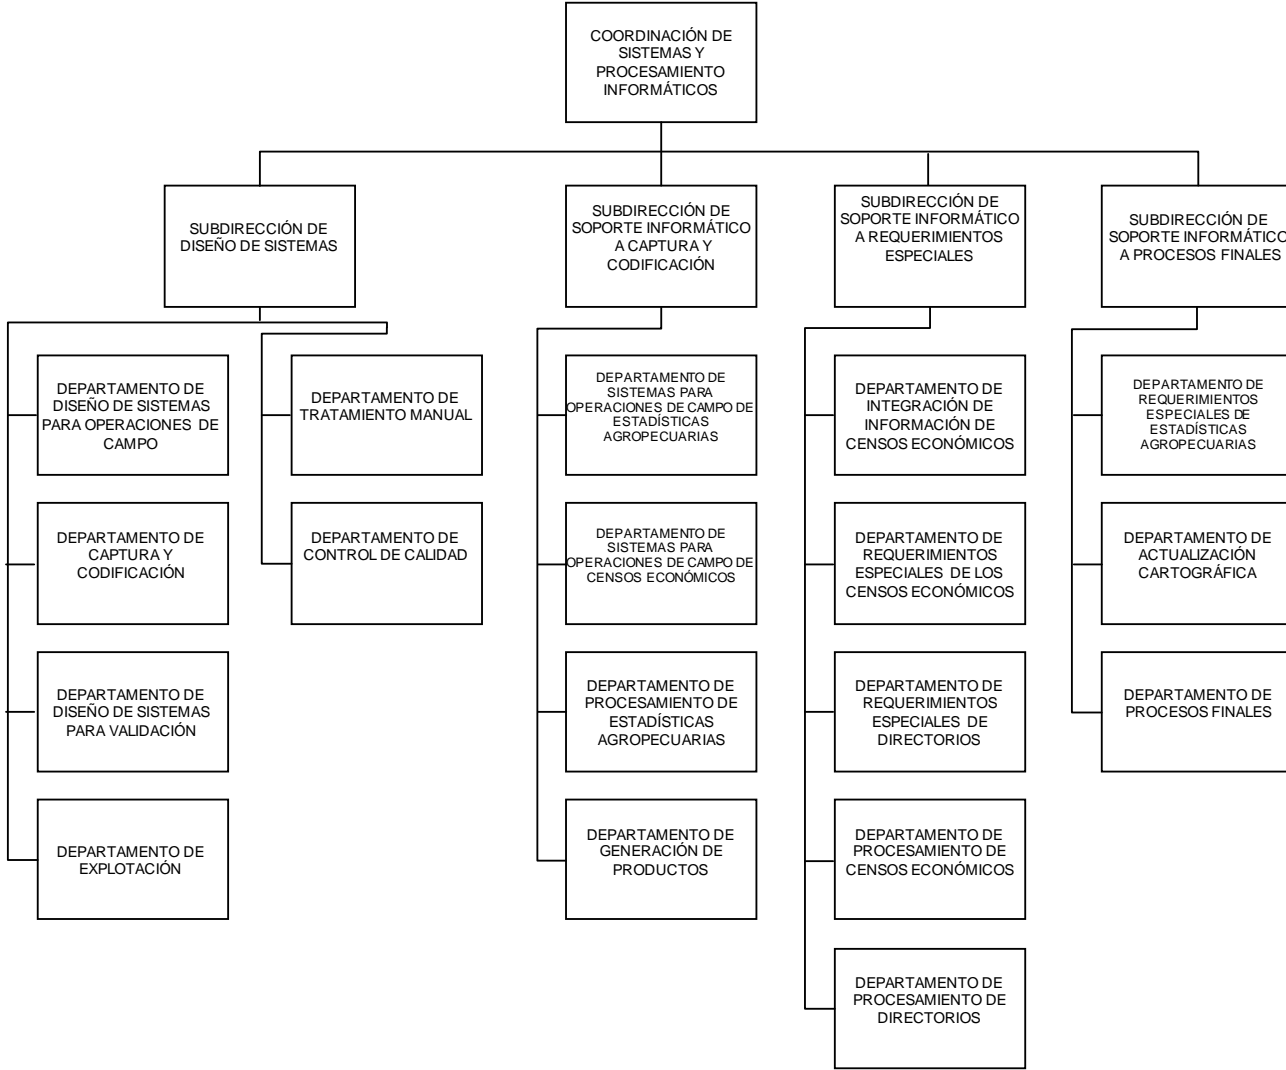 COORDINACIÓN DE
SISTEMAS Y
PROCESAMIENTO
INFORMÁTICOS
SUBDIRECCIÓN DE
DISEÑO DE SISTEMAS
SUBDIRECCIÓN DE
SOPORTE INFORMÁTICO
A CAPTURA Y
CODIFICACIÓN
SUBDIRECCIÓN DE
SOPORTE INFORMÁTICO
A REQUERIMIENTOS
ESPECIALES
SUBDIRECCIÓN DE
SOPORTE INFORMÁTICO
A PROCESOS FINALES
DEPARTAMENTO DE
DISEÑO DE SISTEMAS
PARA OPERACIONES DE
CAMPO
DEPARTAMENTO DE
CAPTURA Y
CODIFICACIÓN
DEPARTAMENTO DE
DISEÑO DE SISTEMAS
PARA VALIDACIÓN
DEPARTAMENTO DE
EXPLOTACIÓN
DEPARTAMENTO DE
TRATAMIENTO MANUAL
DEPARTAMENTO DE
CONTROL DE CALIDAD
DEPARTAMENTO DE
SISTEMAS PARA
OPERACIONES DE CAMPO DE
ESTADÍSTICAS
AGROPECUARIAS
DEPARTAMENTO DE
SISTEMAS PARA
OPERACIONES DE CAMPO DE
CENSOS ECONÓMICOS
DEPARTAMENTO DE
PROCESAMIENTO DE
ESTADÍSTICAS
AGROPECUARIAS
DEPARTAMENTO DE
GENERACIÓN DE
PRODUCTOS
DEPARTAMENTO DE
INTEGRACIÓN DE
INFORMACIÓN DE
CENSOS ECONÓMICOS
DEPARTAMENTO DE
REQUERIMIENTOS
ESPECIALES DE LOS
CENSOS ECONÓMICOS
DEPARTAMENTO DE
REQUERIMIENTOS
ESPECIALES DE
DIRECTORIOS
DEPARTAMENTO DE
PROCESAMIENTO DE
CENSOS ECONÓMICOS
DEPARTAMENTO DE
PROCESAMIENTO DE
DIRECTORIOS
DEPARTAMENTO DE
REQUERIMIENTOS
ESPECIALES DE
ESTADÍSTICAS
AGROPECUARIAS
DEPARTAMENTO DE
ACTUALIZACIÓN
CARTOGRÁFICA
DEPARTAMENTO DE
PROCESOS FINALES